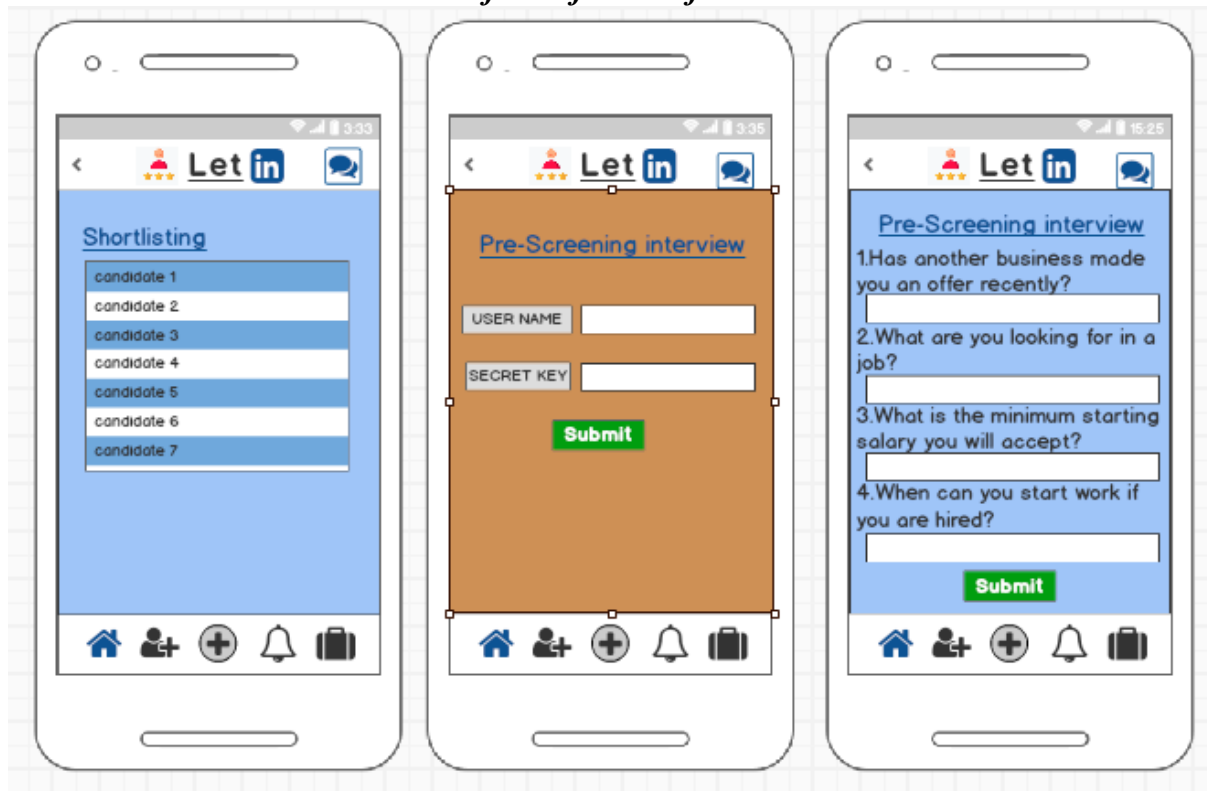 3:33
Let in
Shortlisting
candidate 1
candidate 2
candidate 3
candidate 4
candidate 5
candidate 6
candidate 7
3:35
Let in
Pre-Screening interview
USER NAME
SECRET KEY
Submit
15:25
Let in
Pre-Screening interview
1.Has another business made
you an offer recently?
2.What are you looking for in a
job?
3.What is the minimum starting
salary you will accept?
4.When can you start work if
you are hired?
Submit